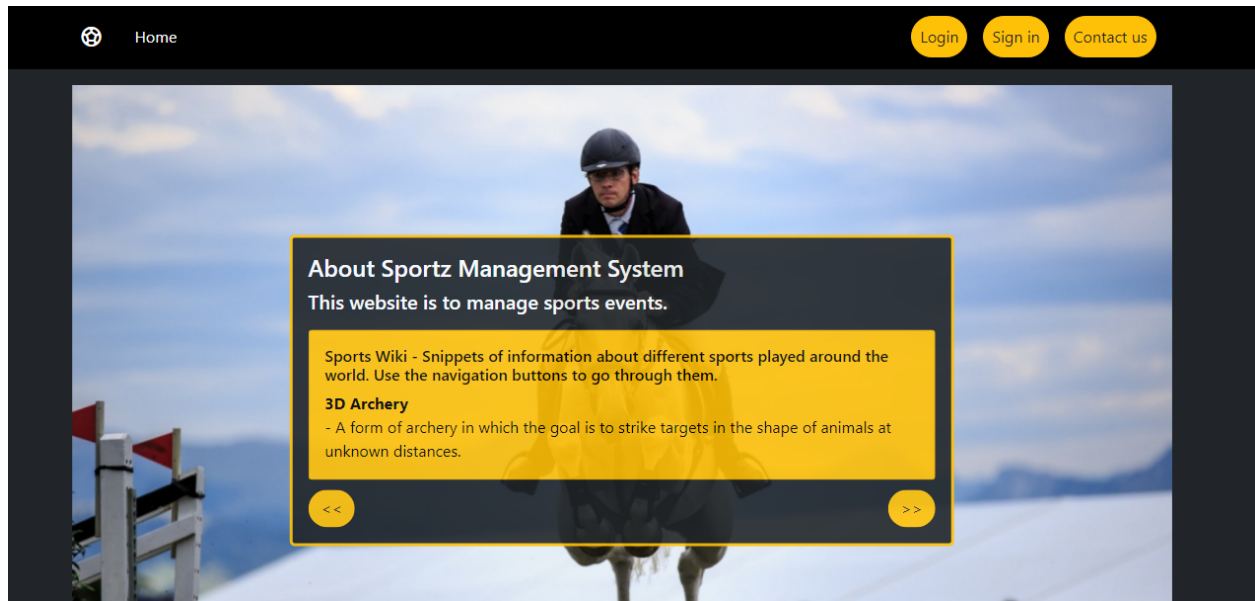 Home
Login
Sign in
Contact us
About Sportz Management System
This website is to manage sports events.
Sports Wiki - Snippets of information about different sports played around the
world. Use the navigation buttons to go through them.
3D Archery
- A form of archery in which the goal is to strike targets in the shape of animals at
unknown distances.
<<
>>